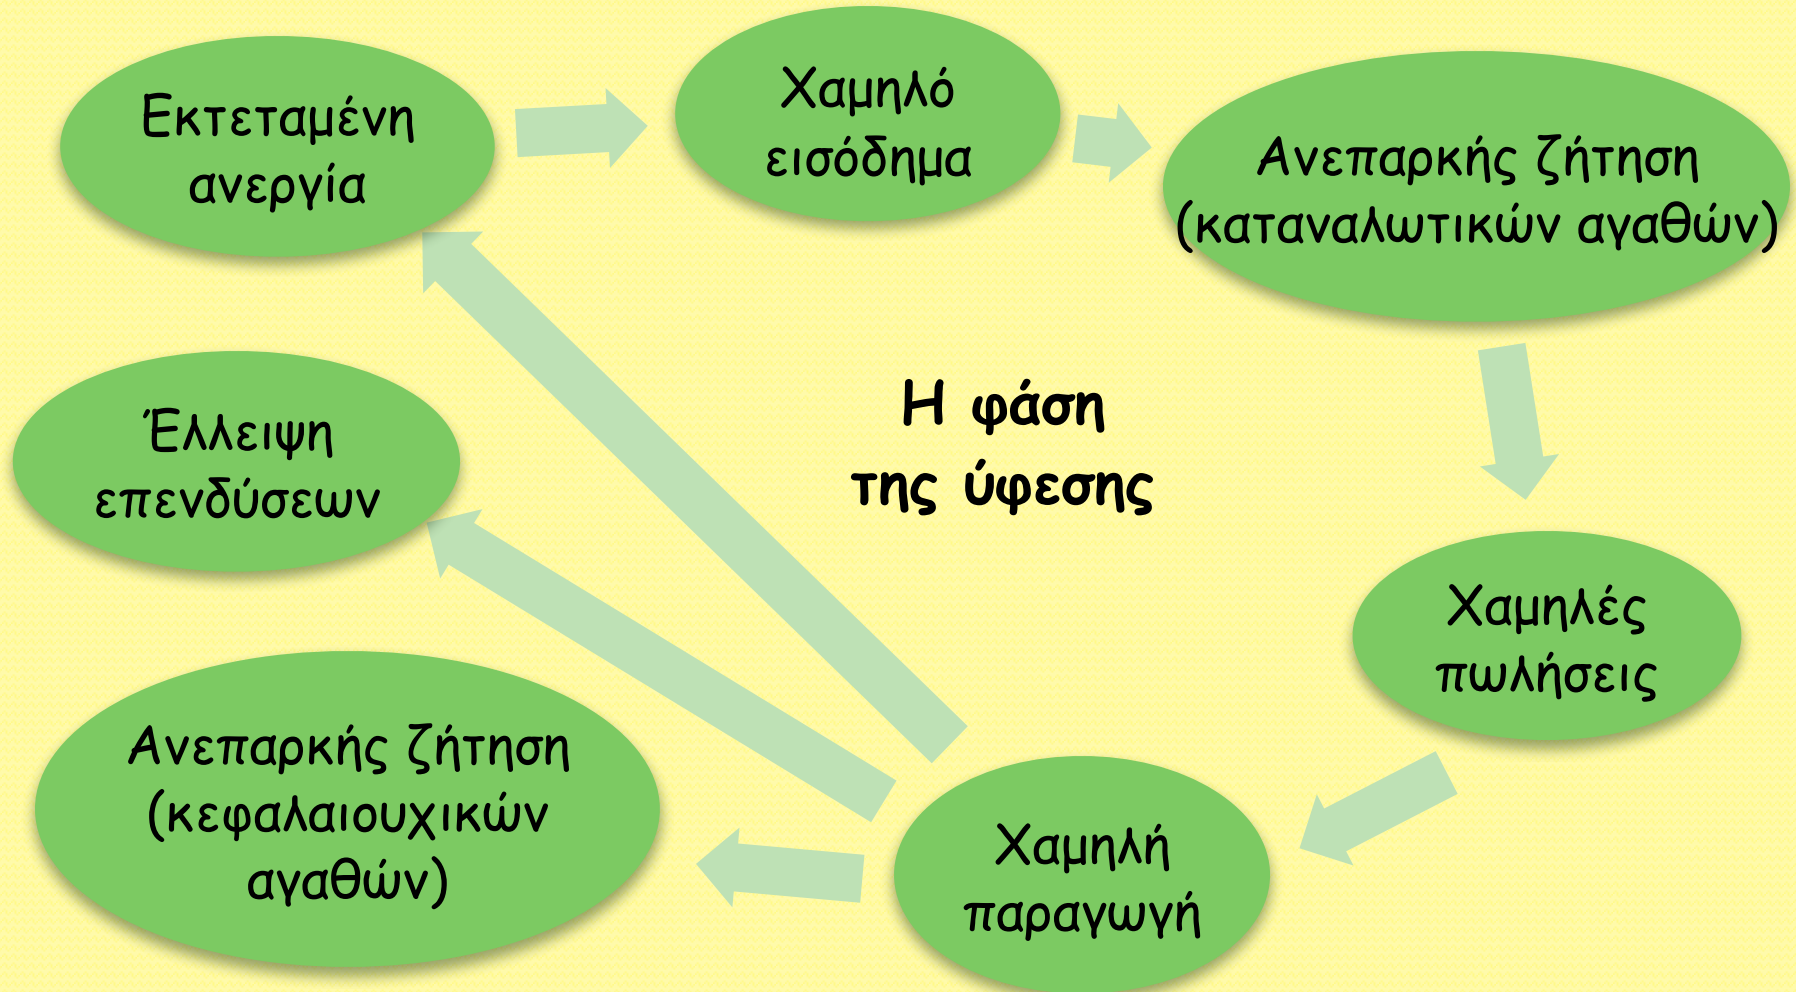 Εκτεταμένη
ανεργία
Χαμηλό
εισόδημα
Ανεπαρκής ζήτηση
(καταναλωτικών αγαθών)
Η φάση
της ύφεσης
Έλλειψη
επενδύσεων
Χαμηλές
πωλήσεις
Ανεπαρκής ζήτηση
(κεφαλαιουχικών
αγαθών)
Χαμηλή
παραγωγή